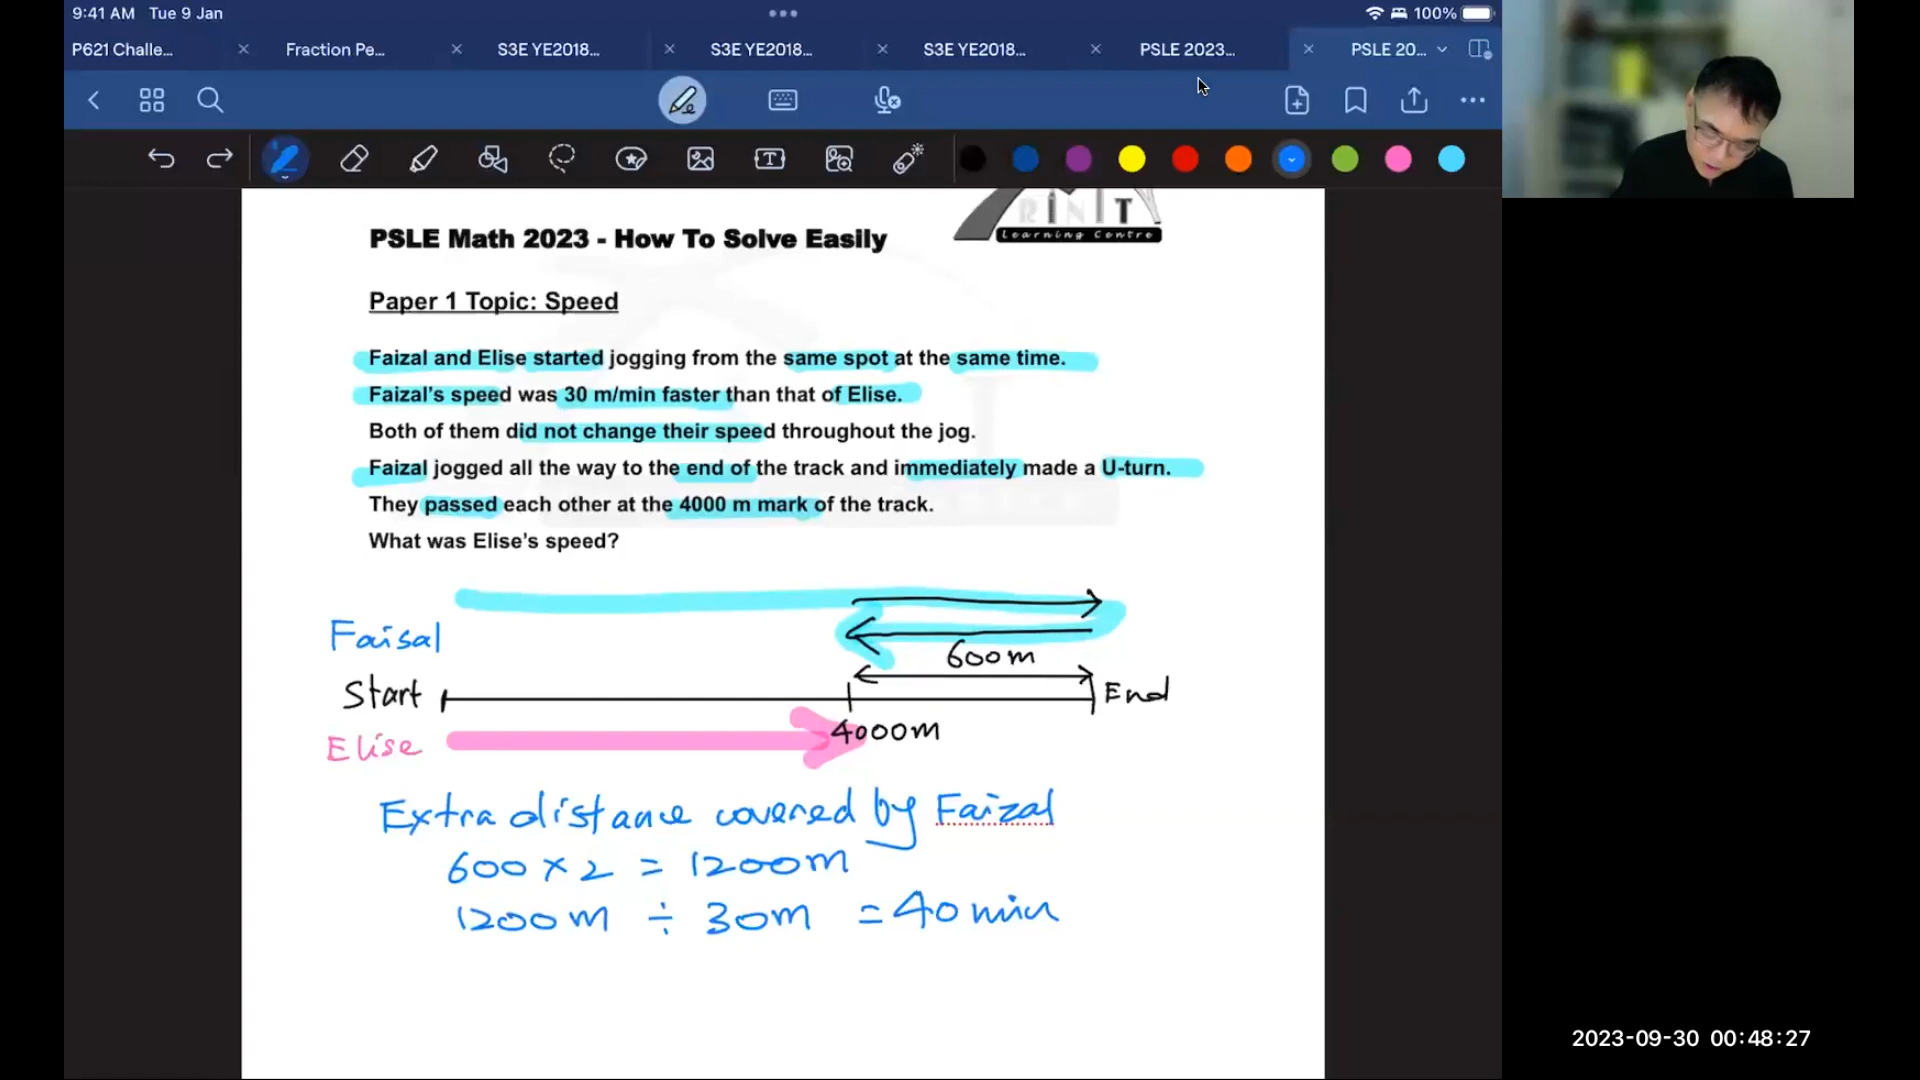 9:41 AM Tue 9 Jan
100%
P621 Challe...
Fraction Pe...
S3E YE2018...
S3E YE2018...
S3E YE2018...
PSLE 2023...
PSLE 20...
RINIT
Learning Centre
PSLE Math 2023 - How To Solve Easily
Paper 1 Topic: Speed
Faizal and Elise started jogging from the same spot at the same time.
Faizal's speed was 30 m/min faster than that of Elise.
Both of them did not change their speed throughout the jog.
Faizal jogged all the way to the end of the track and immediately made a U-turn.
They passed each other at the 4000 m mark of the track.
What was Elise's speed?
Faisal
600m
Start
End
4000m
Elise
Extra distance covered by Faizal
600 × 2 = 1200m
1200m ÷ 30m = 40 min
2023-09-30 00:48:27